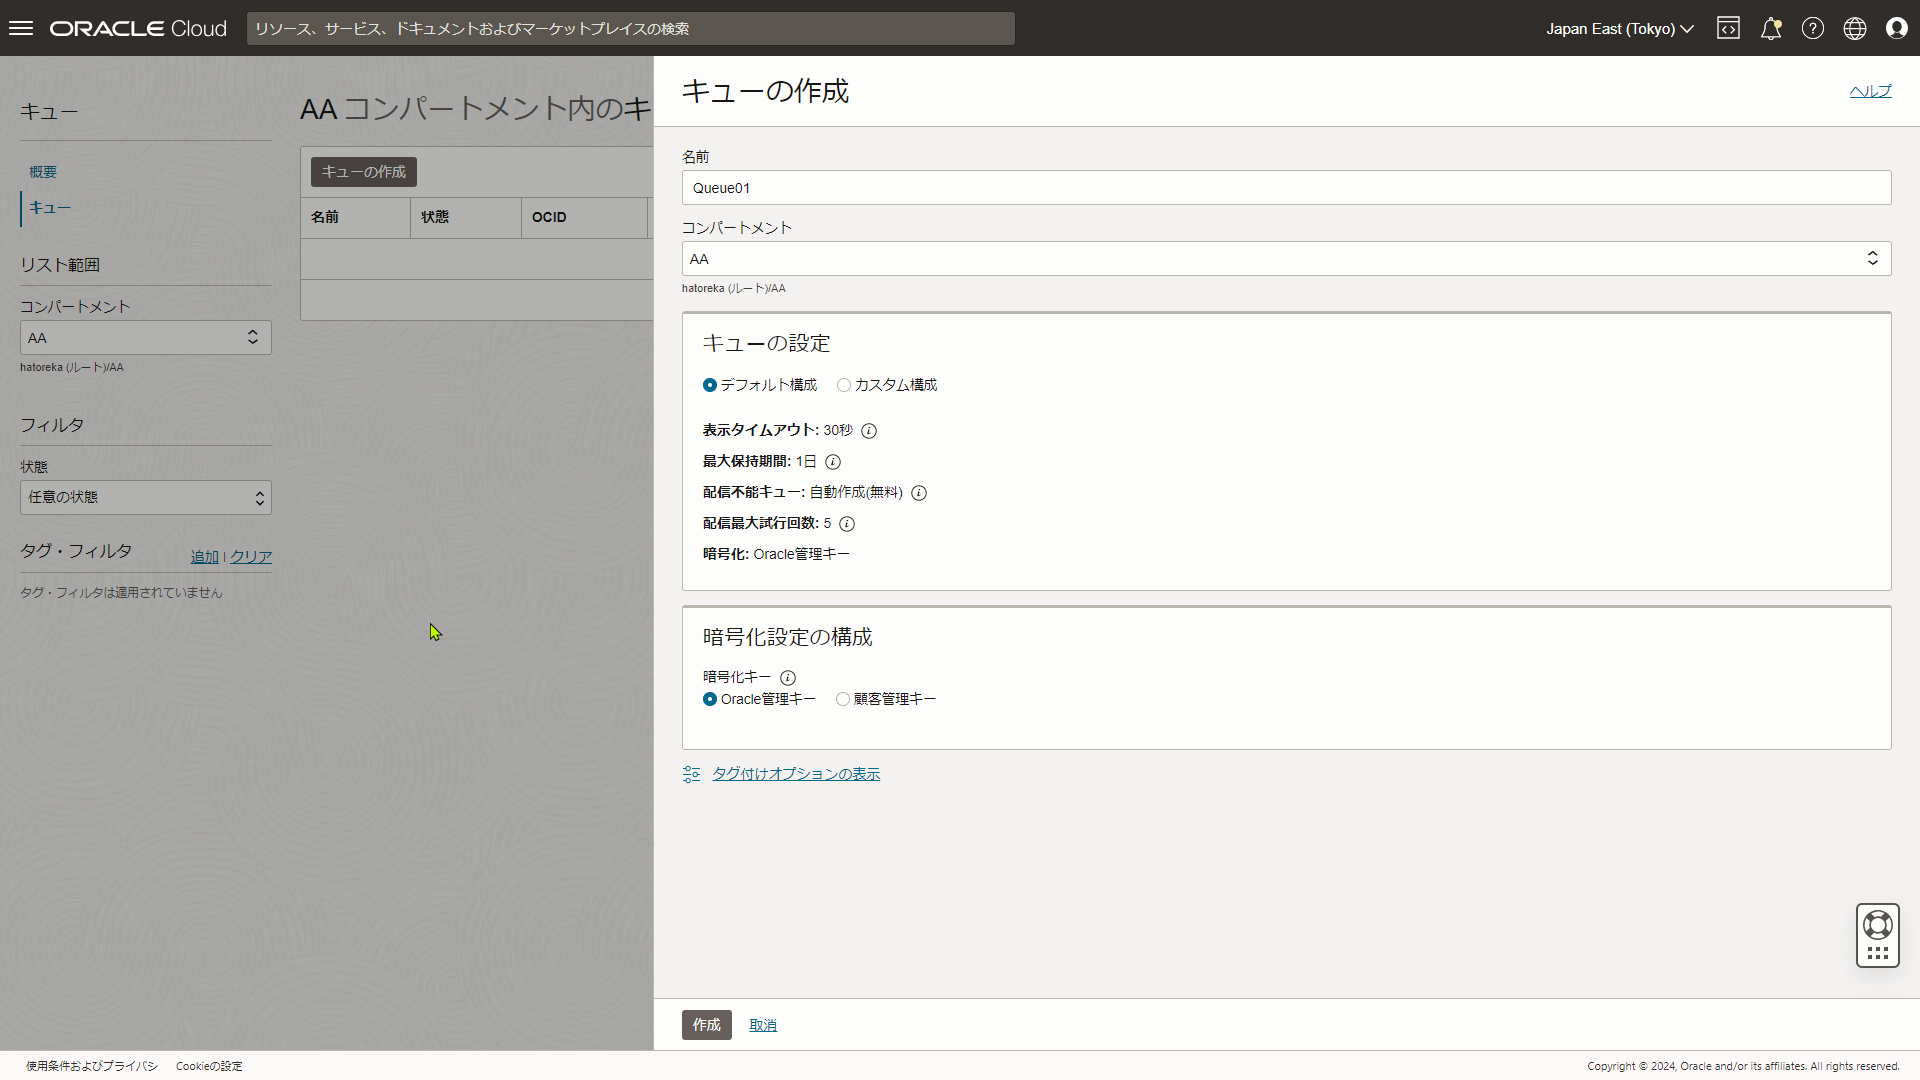 ORACLE Cloud
リソース、サービス、ドキュメントおよびマーケットプレイスの検索
Japan East (Tokyo)
キュー
概要
キュー
リスト範囲
コンパートメント
AA
hatoreka (ルート)/AA
フィルタ
状態
任意の状態
タグ・フィルタ
追加 | クリア
タグ・フィルタは適用されていません
AA コンパートメント内のキ
キューの作成
名前 状態 OCID
キューの作成
ヘルプ
名前
Queue01
コンパートメント
AA
hatoreka (ルート)/AA
キューの設定
デフォルト構成 カスタム構成
表示タイムアウト: 30秒
最大保持期間: 1日
配信不能キュー: 自動作成(無料)
配信最大試行回数: 5
暗号化: Oracle管理キー
暗号化設定の構成
暗号化キー
Oracle管理キー 顧客管理キー
タグ付けオプションの表示
作成 取消
使用条件およびプライバシ Cookieの設定
Copyright © 2024, Oracle and/or its affiliates. All rights reserved.